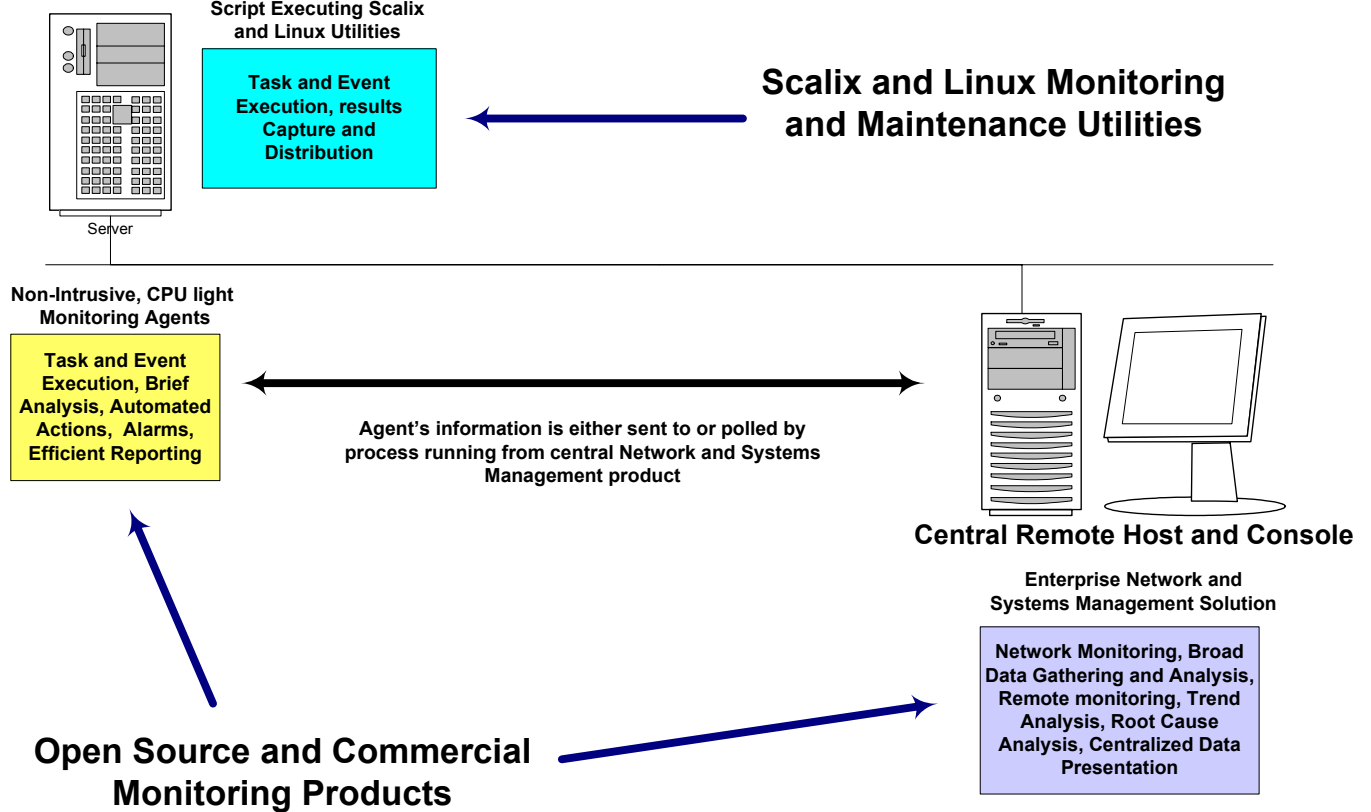 Script Executing Scalix
and Linux Utilities
Task and Event
Execution, results
Capture and
Distribution
Scalix and Linux Monitoring
and Maintenance Utilities
Server
Non-Intrusive, CPU light
Monitoring Agents
Task and Event
Execution, Brief
Analysis, Automated
Actions, Alarms,
Efficient Reporting
Agent's information is either sent to or polled by
process running from central Network and Systems
Management product
Central Remote Host and Console
Enterprise Network and
Systems Management Solution
Network Monitoring, Broad
Data Gathering and Analysis,
Remote monitoring, Trend
Analysis, Root Cause
Analysis, Centralized Data
Presentation
Open Source and Commercial
Monitoring Products